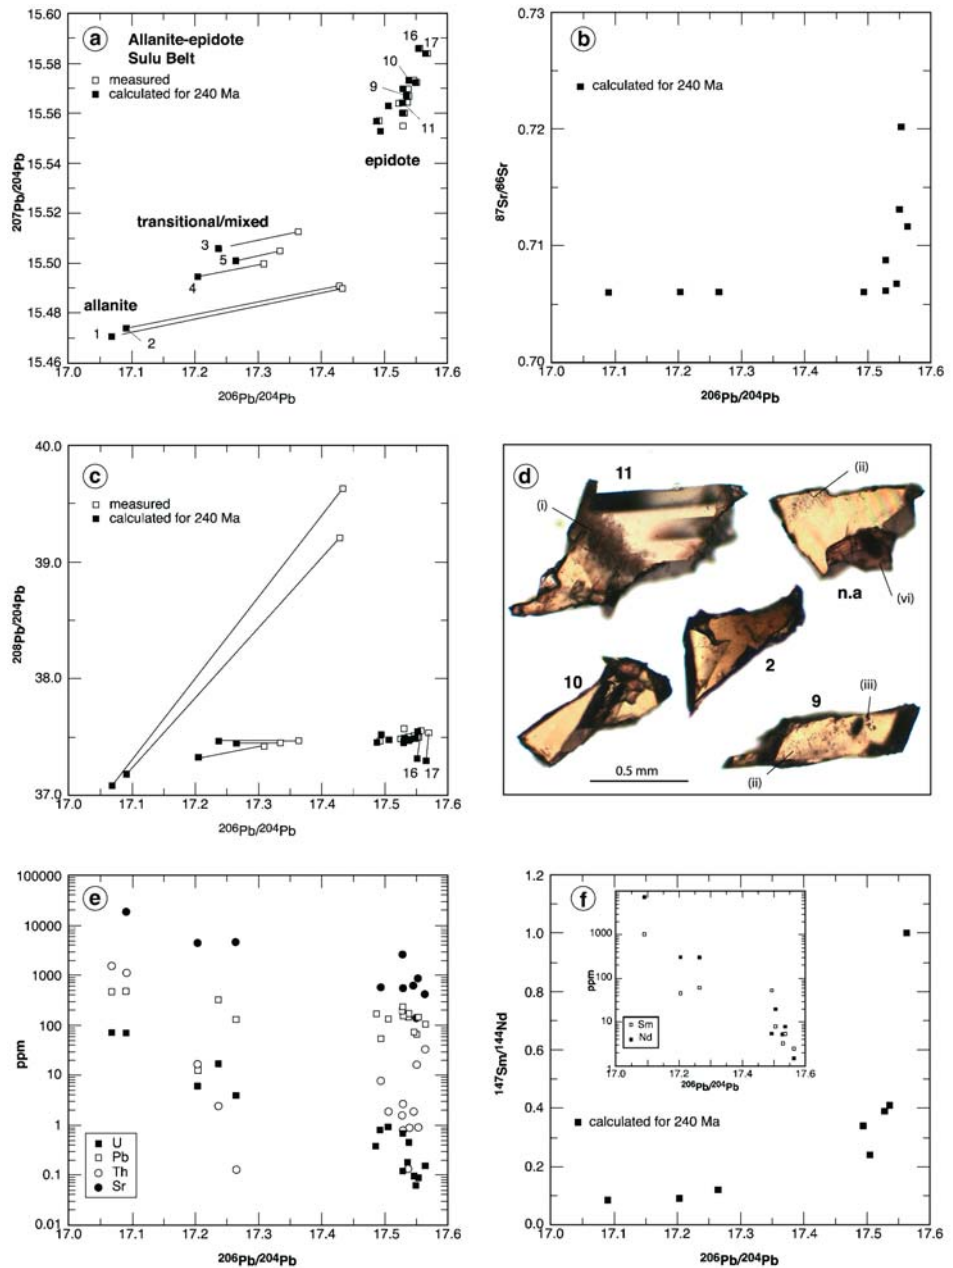 a
Allanite-epidote
Sulu Belt
measured
calculated for 240 Ma
16
17
10
9
11
epidote
transitional/mixed
3
5
4
allanite
1
2
15.60
15.58
15.56
15.54
15.52
15.50
15.48
15.46
207Pb/204Pb
17.0
17.1
17.2
17.3
17.4
17.5
17.6
206Pb/204Pb
b
calculated for 240 Ma
0.73
0.72
0.71
0.70
87Sr/86Sr
17.0
17.1
17.2
17.3
17.4
17.5
17.6
206Pb/204Pb
c
measured
calculated for 240 Ma
16
17
40.0
39.0
38.0
37.0
208Pb/204Pb
17.0
17.1
17.2
17.3
17.4
17.5
17.6
206Pb/204Pb
d
11
(i)
(ii)
n.a
(vi)
2
10
9
(iii)
(ii)
0.5 mm
e
100000
10000
1000
100
10
1
0.1
0.01
ppm
U
Pb
Th
Sr
17.0
17.1
17.2
17.3
17.4
17.5
17.6
206Pb/204Pb
f
1.2
1.0
0.8
0.6
0.4
0.2
0.0
147Sm/144Nd
ppm
1000
100
10
1
Sm
Nd
17.0
17.2
17.4
17.6
206Pb/204Pb
calculated for 240 Ma
17.0
17.1
17.2
17.3
17.4
17.5
17.6
206Pb/204Pb